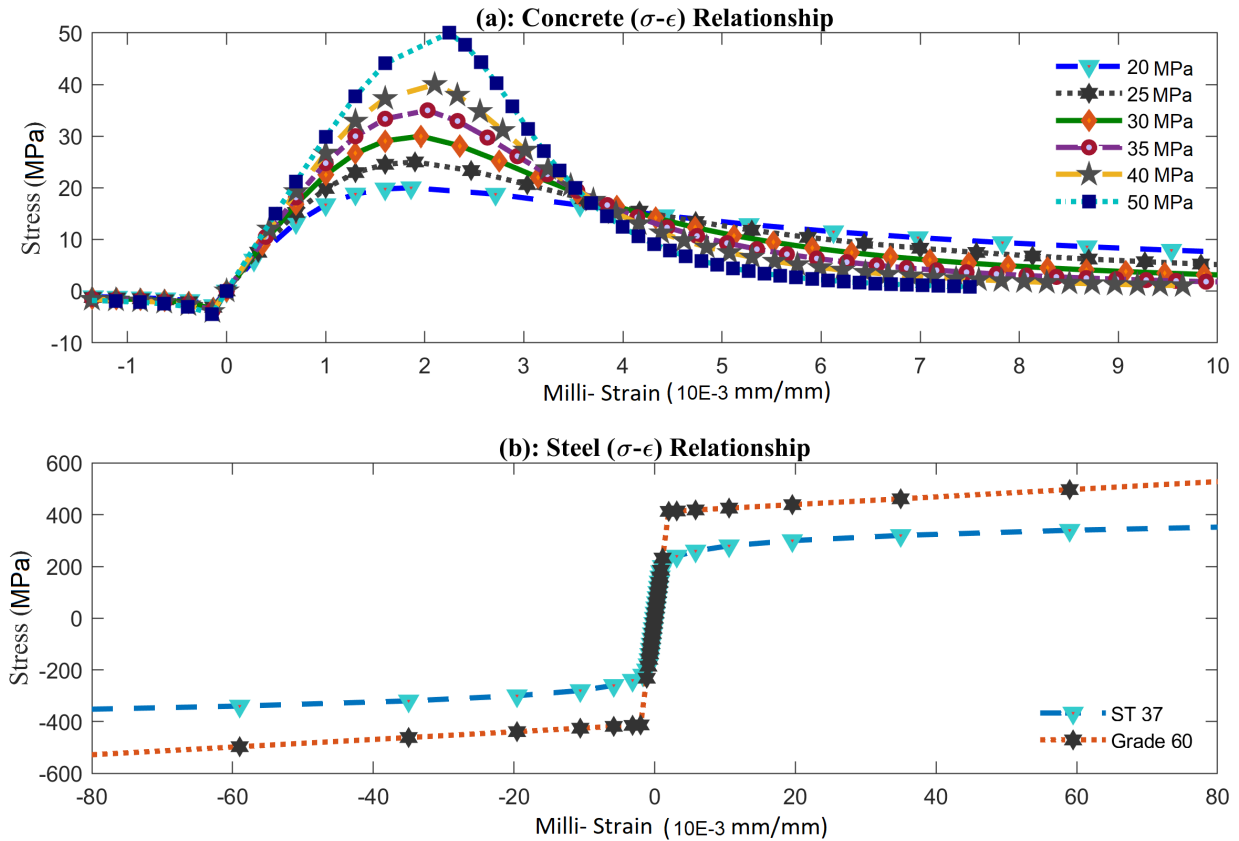 (a): Concrete (σ-ϵ) Relationship
50
40
30
20
10
0
-10
Stress (MPa)
20 MPa
25 MPa
30 MPa
35 MPa
40 MPa
50 MPa
-1 0 1 2 3 4 5 6 7 8 9 10
Milli- Strain (10E-3 mm/mm)
(b): Steel (σ-ϵ) Relationship
600
400
200
0
-200
-400
-600
Stress (MPa)
ST 37
Grade 60
-80 -60 -40 -20 0 20 40 60 80
Milli- Strain (10E-3 mm/mm)